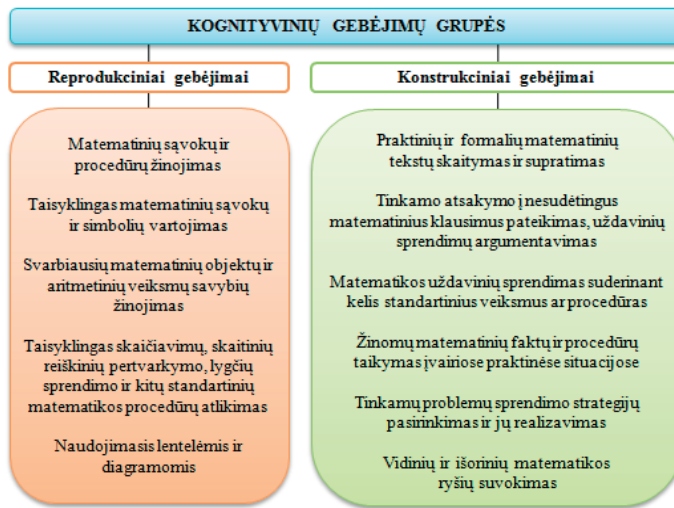 KOGNITYVINIŲ GEBĖJIMŲ GRUPĖS
Reprodukciniai gebėjimai
Konstrukciniai gebėjimai
Matematinių sąvokų ir
procedūrų žinojimas
Taisyklingas matematinių sąvokų
ir simbolių vartojimas
Svarbiausių matematinių objektų ir
aritmetinių veiksmų savybių
žinojimas
Taisyklingas skaičiavimų, skaitinių
reiškinių pertvarkymo, lygčių
sprendimo ir kitų standartinių
matematikos procedūrų atlikimas
Naudojimasis lentelėmis ir
diagramomis
Praktinių ir formalių matematinių
tekstų skaitymas ir supratimas
Tinkamo atsakymo į nesudėtingus
matematinius klausimus pateikimas, uždavinių
sprendimų argumentavimas
Matematikos uždavinių sprendimas suderinant
kelis standartinius veiksmus ar procedūras
Žinomų matematinių faktų ir procedūrų
taikymas įvairiose praktinėse situacijose
Tinkamų problemų sprendimo strategijų
pasirinkimas ir jų realizavimas
Vidinių ir išorinių matematikos
ryšių suvokimas